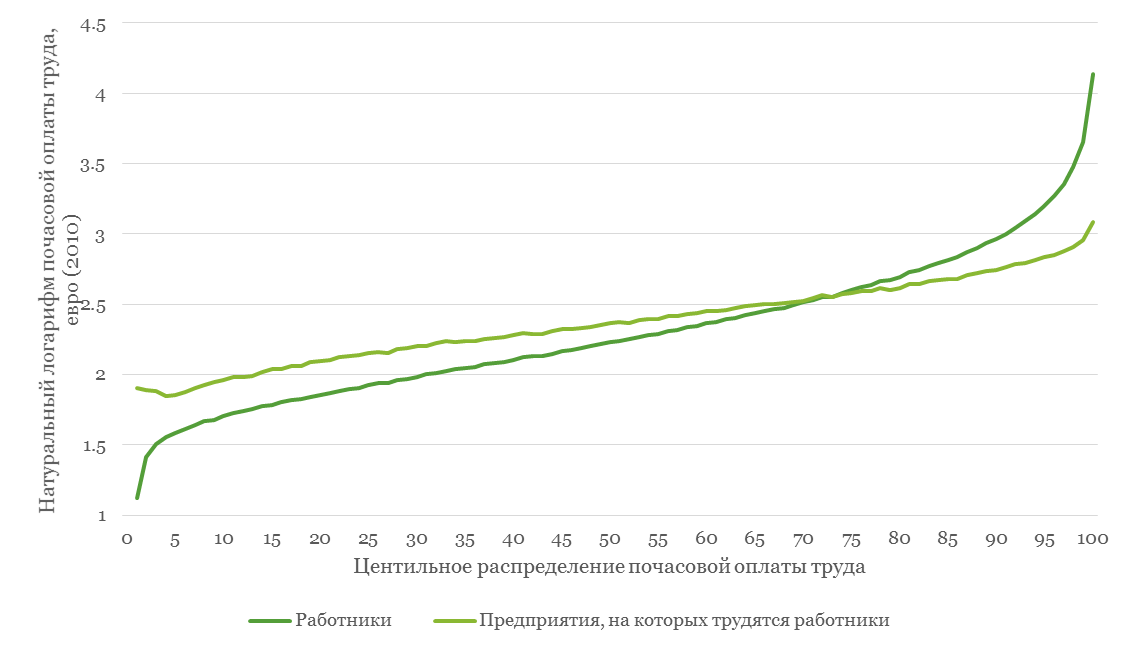 Натуральный логарифм почасовой оплаты труда,
евро (2010)
4.5
4
3.5
3
2.5
2
1.5
1
0 5 10 15 20 25 30 35 40 45 50 55 60 65 70 75 80 85 90 95 100
Центильное распределение почасовой оплаты труда
Работники Предприятия, на которых трудятся работники